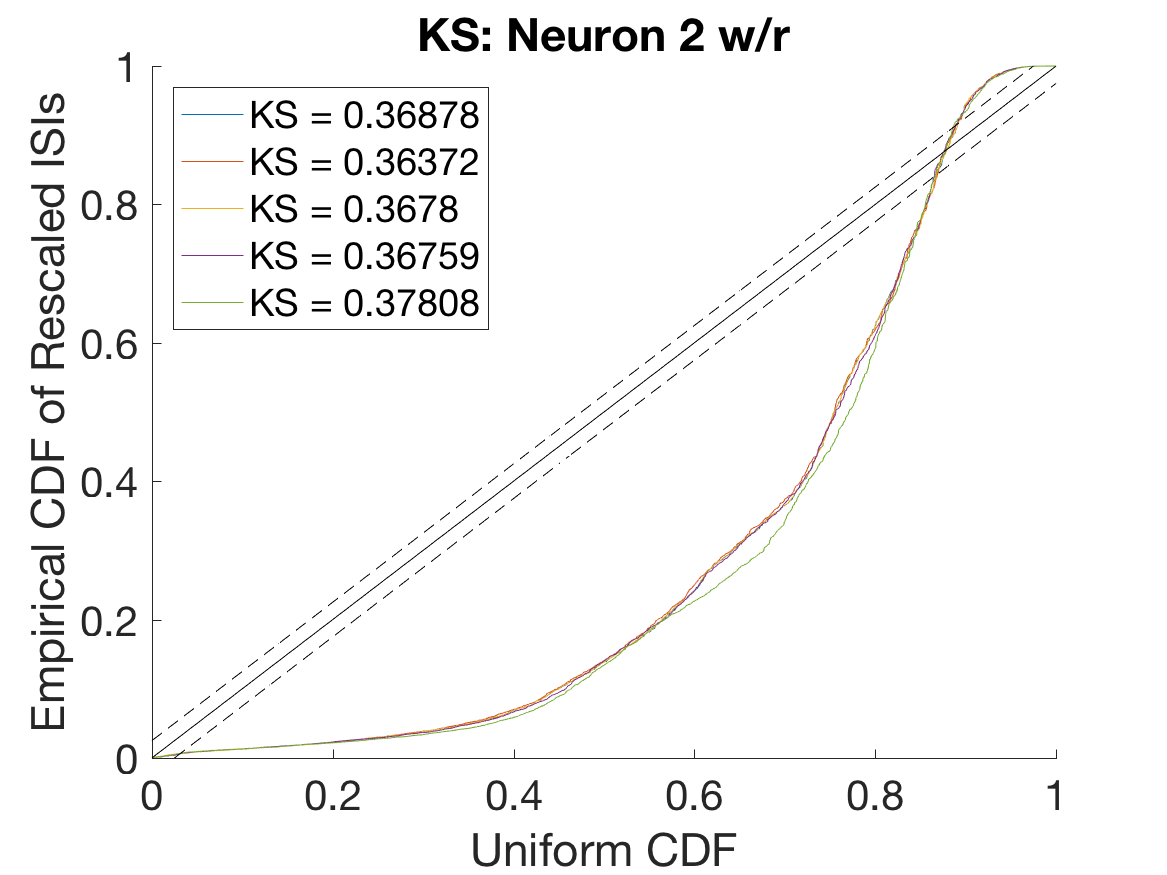 KS: Neuron 2 w/r
KS = 0.36878
KS = 0.36372
KS = 0.3678
KS = 0.36759
KS = 0.37808
Empirical CDF of Rescaled ISIs
1
0.8
0.6
0.4
0.2
0
0 0.2 0.4 0.6 0.8 1
Uniform CDF